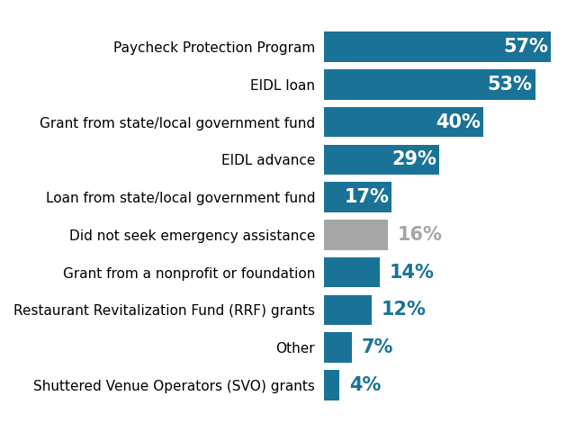 Paycheck Protection Program 57%
EIDL loan 53%
Grant from state/local government fund 40%
EIDL advance 29%
Loan from state/local government fund 17%
Did not seek emergency assistance 16%
Grant from a nonprofit or foundation 14%
Restaurant Revitalization Fund (RRF) grants 12%
Other 7%
Shuttered Venue Operators (SVO) grants 4%